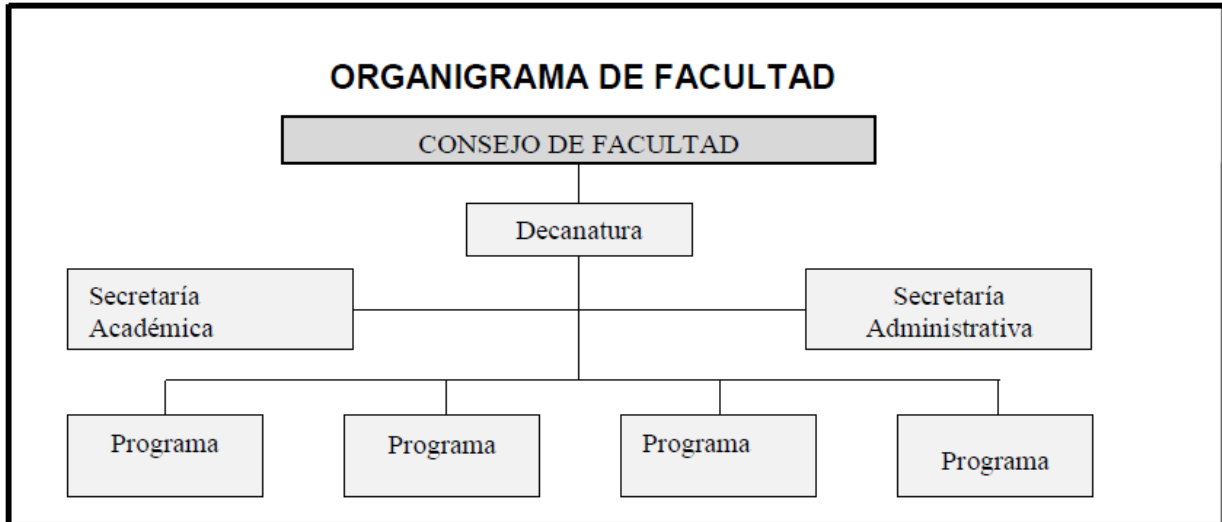 ORGANIGRAMA DE FACULTAD
CONSEJO DE FACULTAD
Decanatura
Secretaría
Académica
Secretaría
Administrativa
Programa
Programa
Programa
Programa